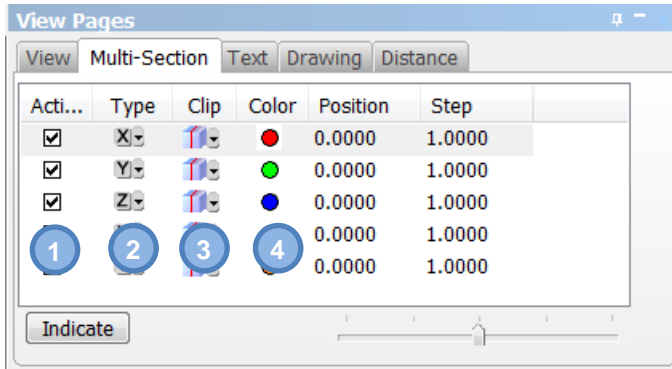 View Pages
View Multi-Section Text Drawing Distance
Acti... Type Clip Color Position Step
X 0.0000 1.0000
Y 0.0000 1.0000
Z 0.0000 1.0000
0.0000 1.0000
1 2 3 4
0.0000 1.0000
Indicate